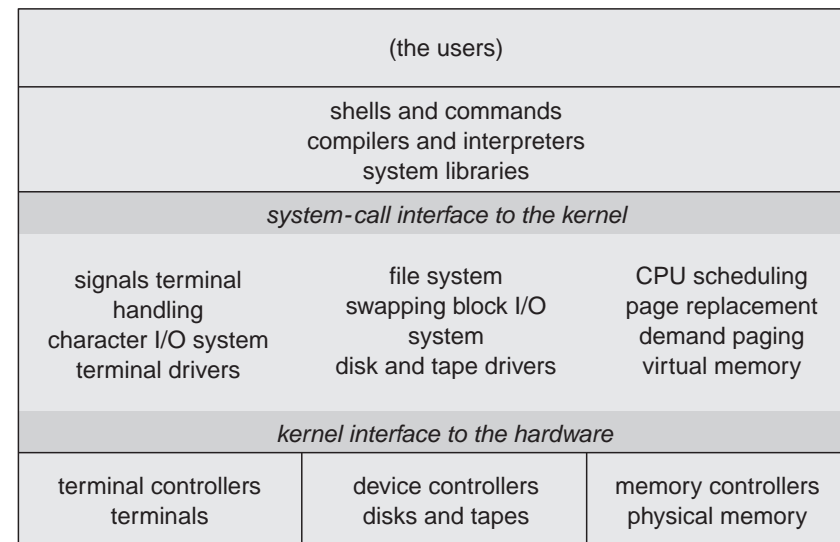 (the users)
shells and commands
compilers and interpreters
system libraries
system-call interface to the kernel
signals terminal
handling
character I/O system
terminal drivers
file system
swapping block I/O
system
disk and tape drivers
CPU scheduling
page replacement
demand paging
virtual memory
kernel interface to the hardware
terminal controllers
terminals
device controllers
disks and tapes
memory controllers
physical memory